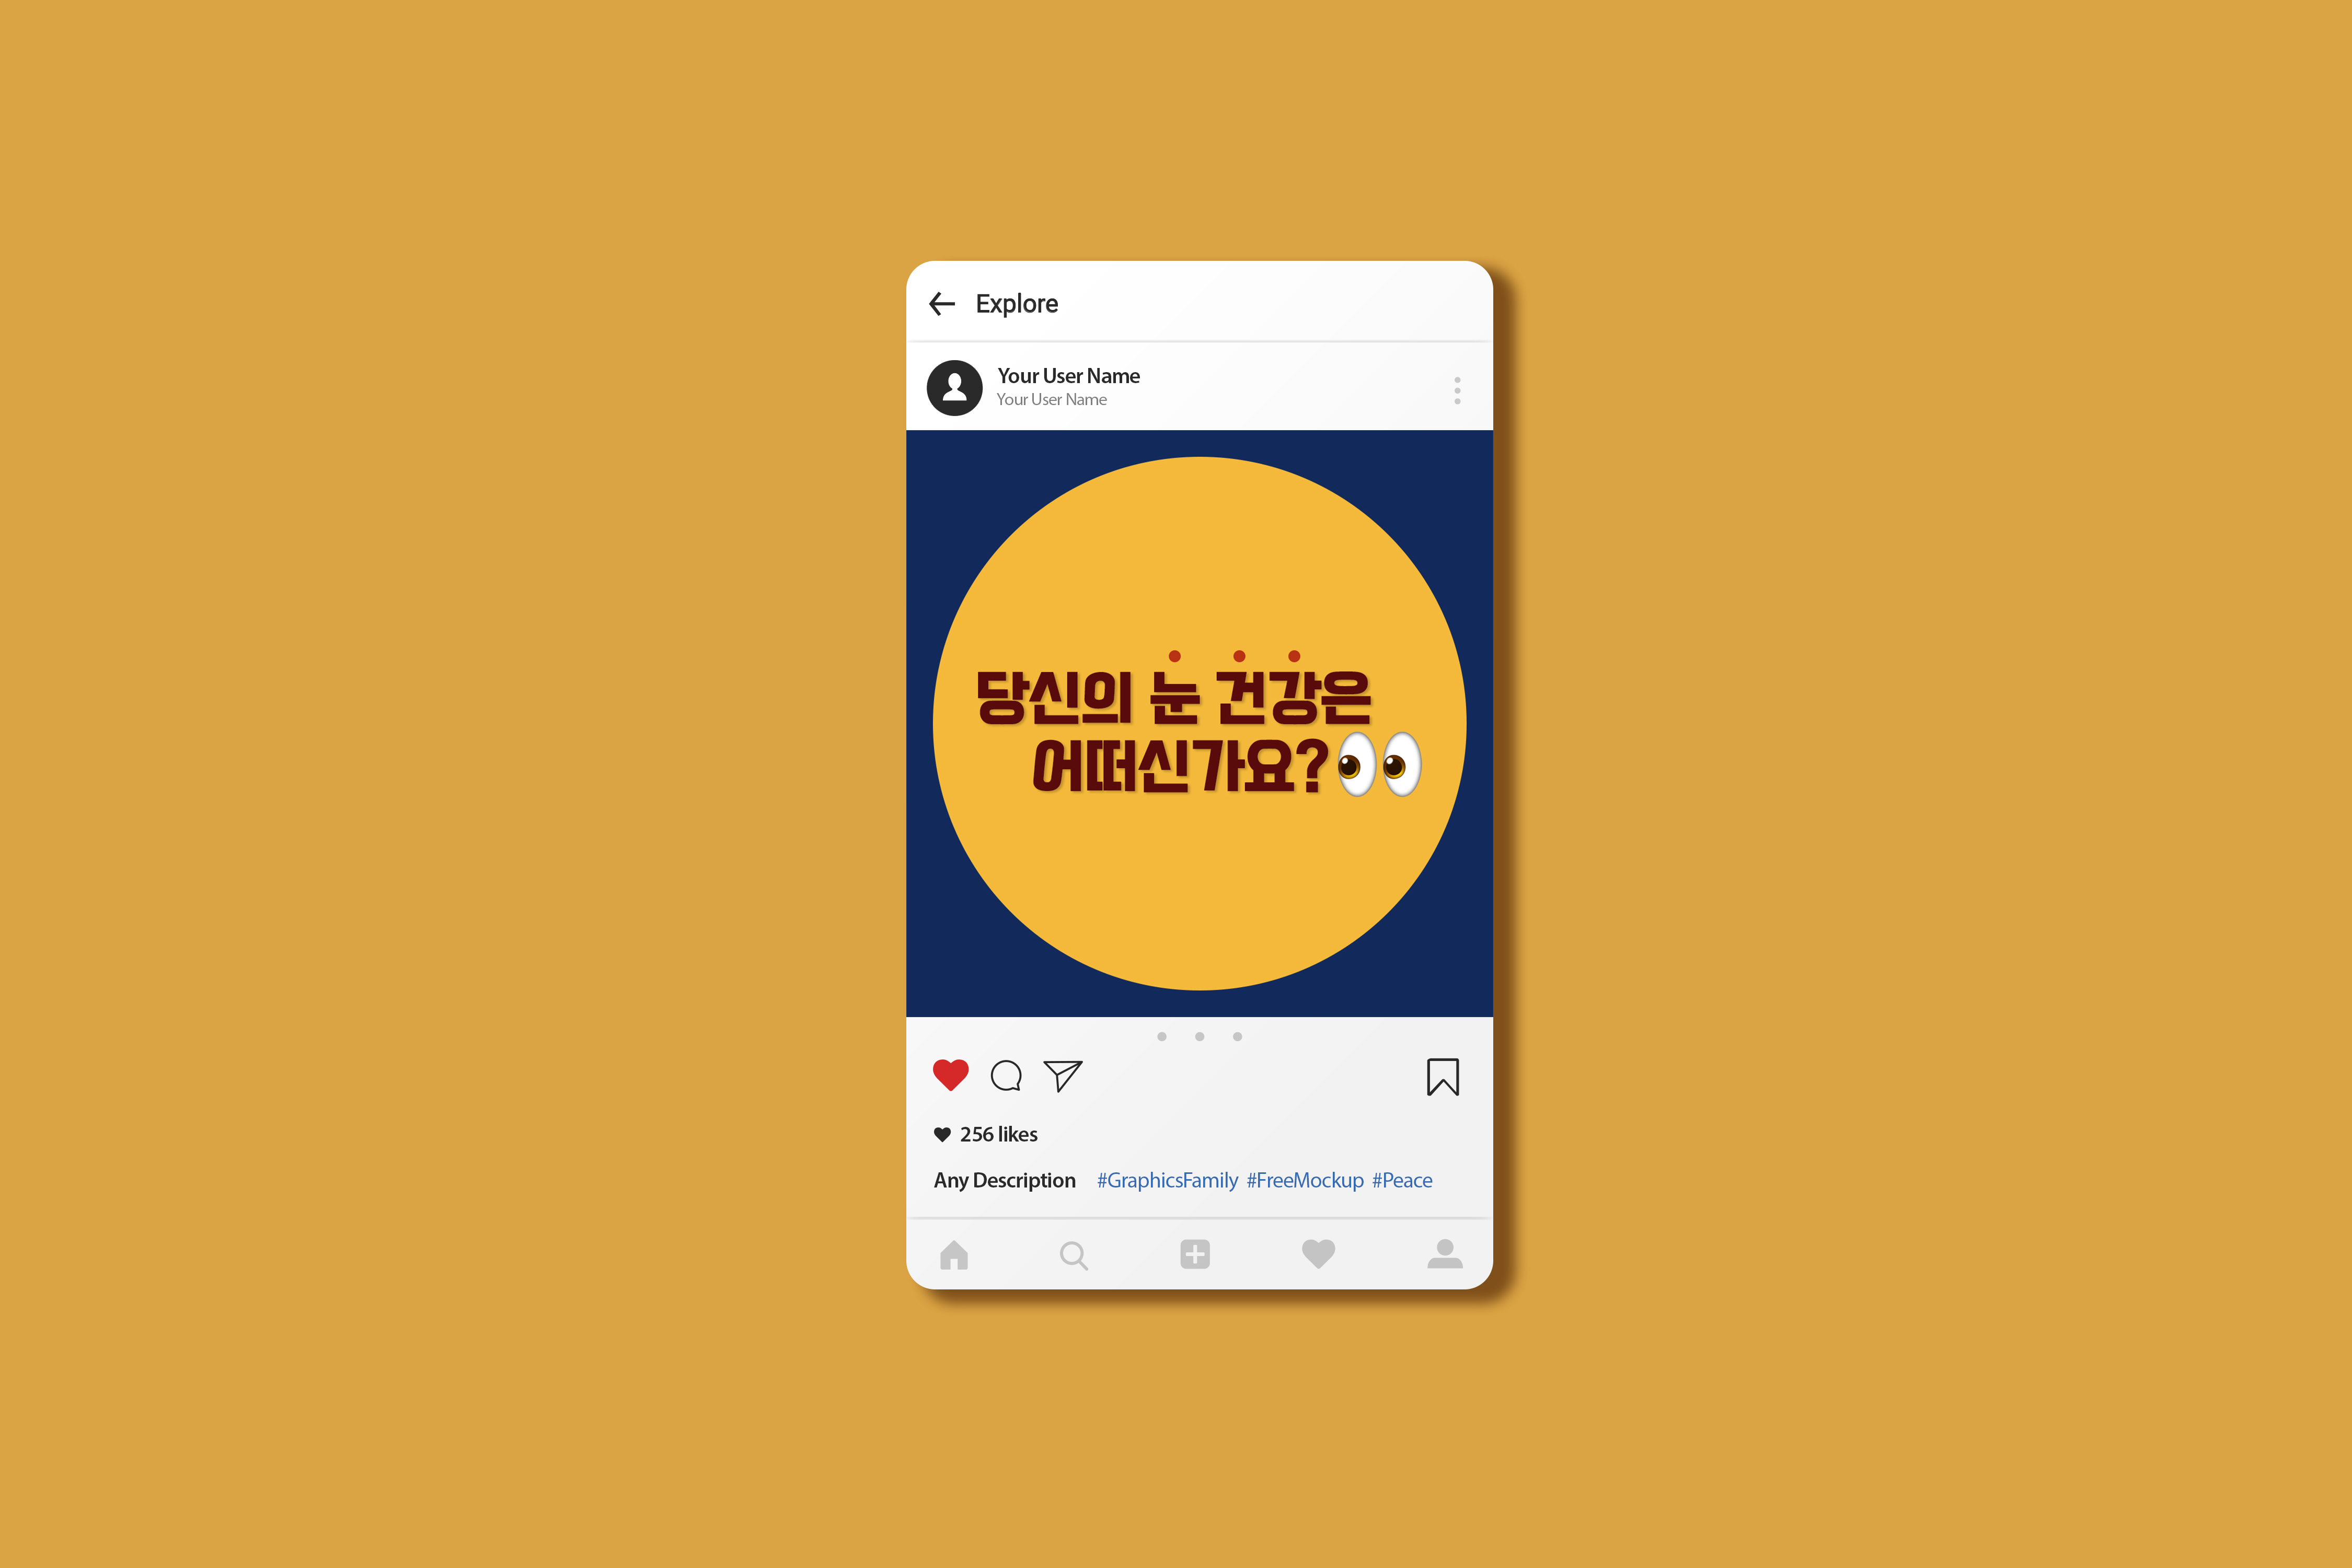 Explore
Your User Name
Your User Name
당신의 눈 건강은
어떠신가요?👀
256 likes
Any Description #GraphicsFamily #FreeMockup #Peace